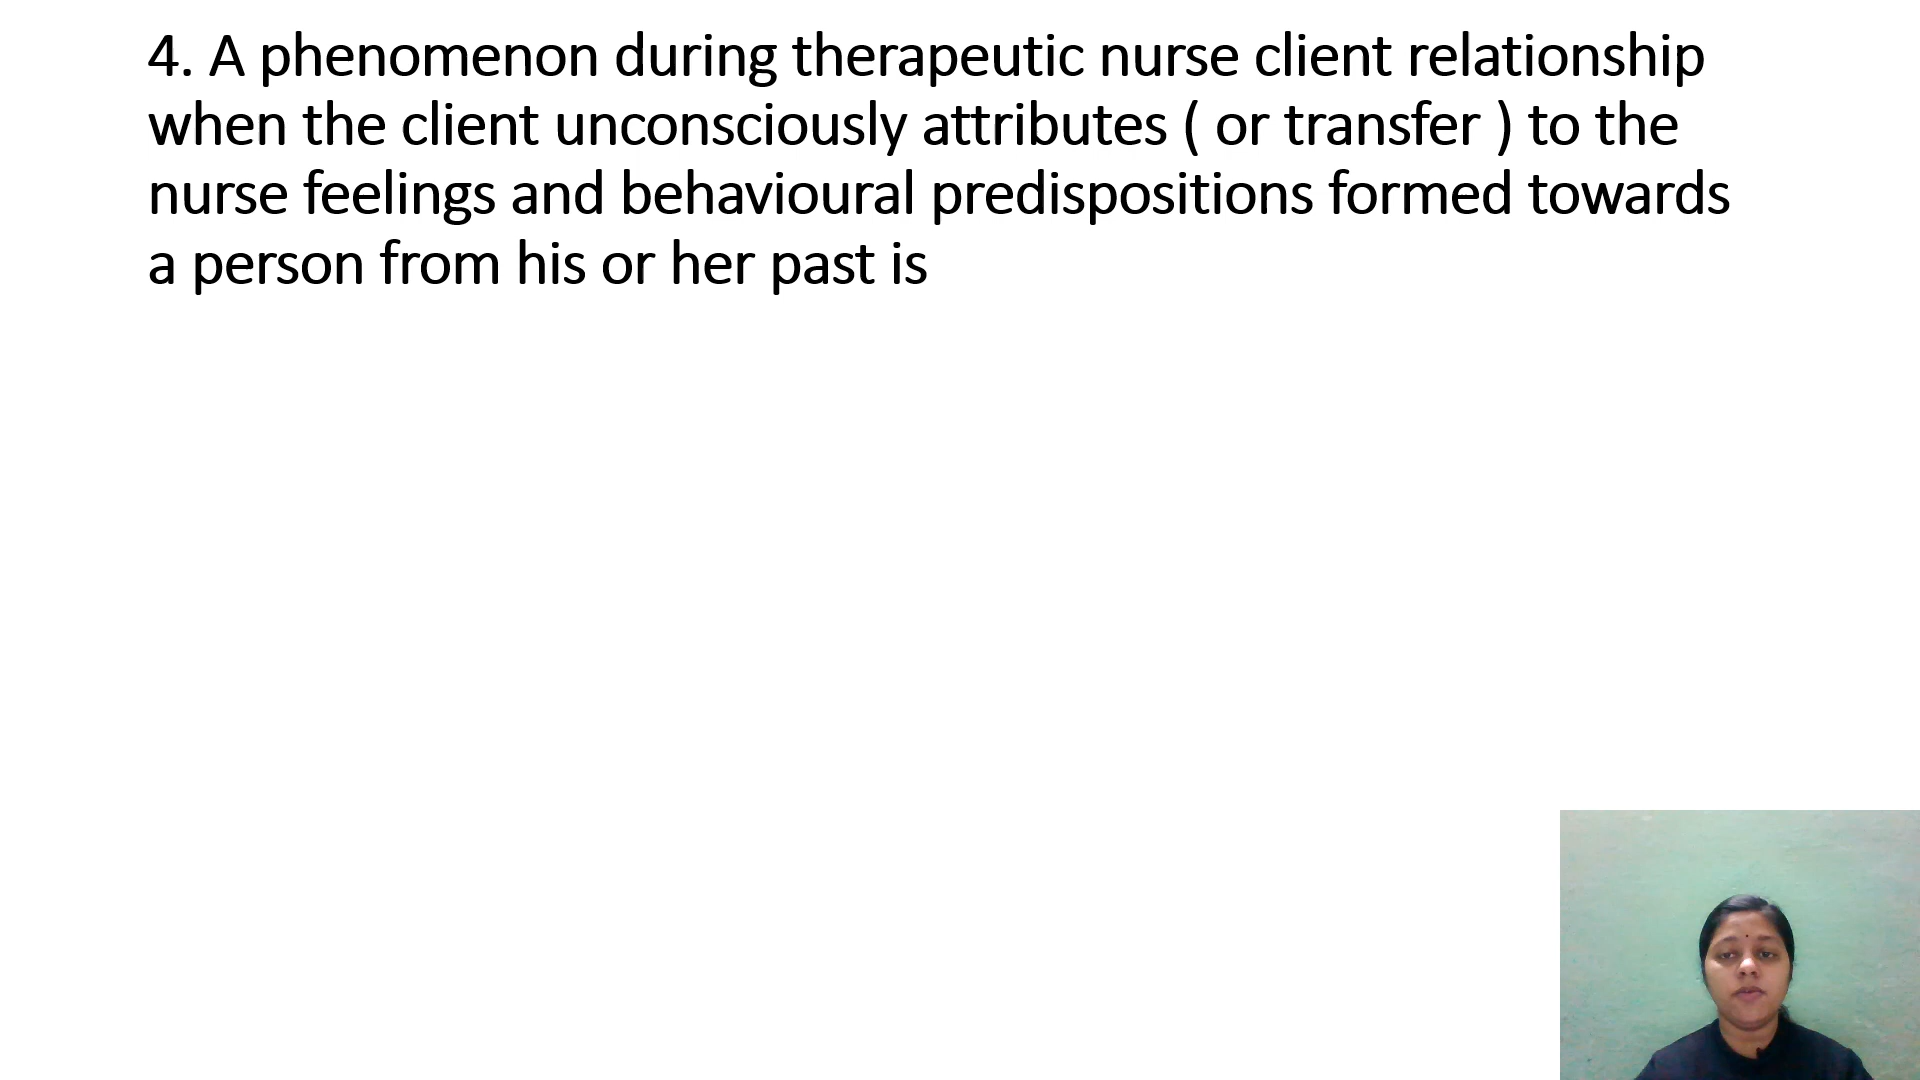 4. A phenomenon during therapeutic nurse client relationship
when the client unconsciously attributes ( or transfer ) to the
nurse feelings and behavioural predispositions formed towards
a person from his or her past is